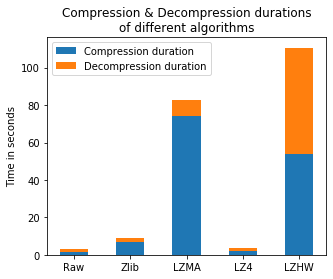 Compression & Decompression durations
of different algorithms
Compression duration
Decompression duration
Time in seconds
100
80
60
40
20
0
Raw Zlib LZMA LZ4 LZHW